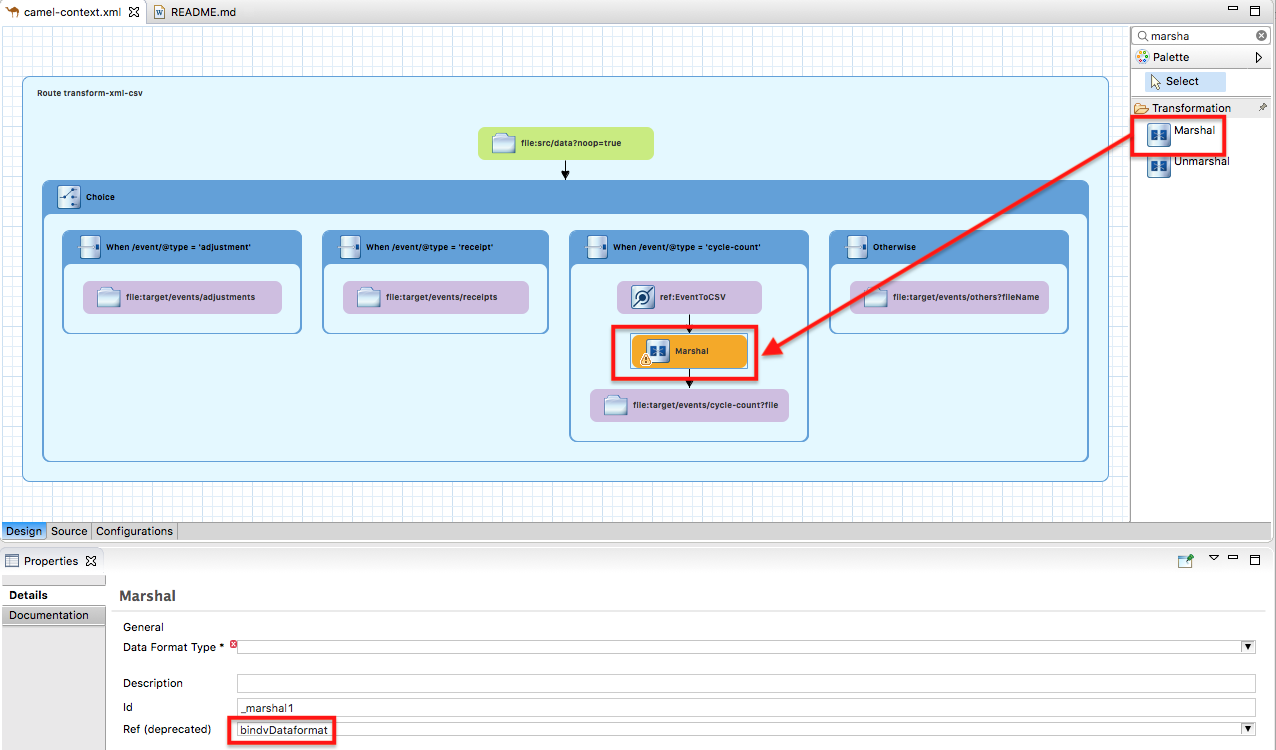 camel-context.xml
README.md
marsha
Palette
Select
Transformation
Marshal
Unmarshal
Route transform-xml-csv
file:src/data?noop=true
Choice
When /event/@type = 'adjustment'
When /event/@type = 'receipt'
When /event/@type = 'cycle-count'
Otherwise
file:target/events/adjustments
file:target/events/receipts
ref:EventToCSV
file:target/events/others?fileName
Marshal
file:target/events/cycle-count?file
Design
Source
Configurations
Properties
Details
Documentation
Marshal
General
Data Format Type *
Description
Id
_marshal1
Ref (deprecated)
bindyDataformat